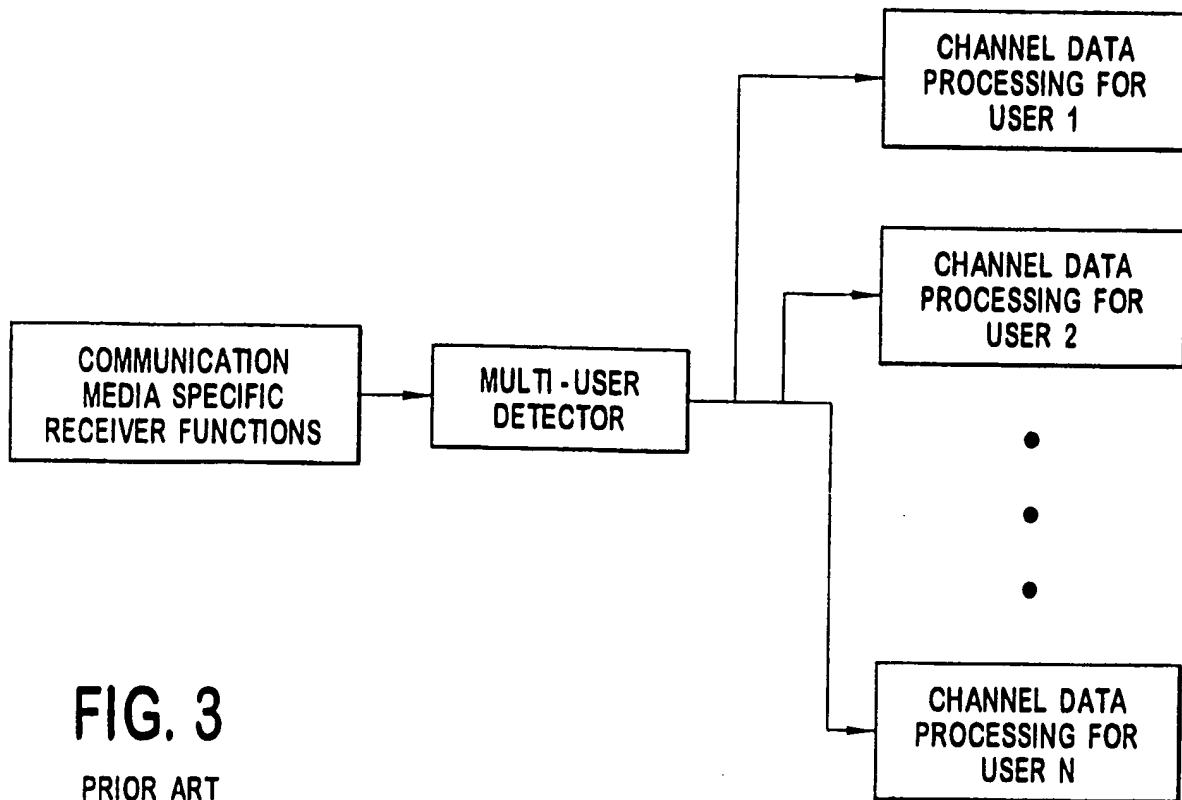 CHANNEL DATA
PROCESSING FOR
USER 1
CHANNEL DATA
PROCESSING FOR
USER 2
COMMUNICATION
MEDIA SPECIFIC
RECEIVER FUNCTIONS
MULTI-USER
DETECTOR
CHANNEL DATA
PROCESSING FOR
USER N
FIG. 3
PRIOR ART